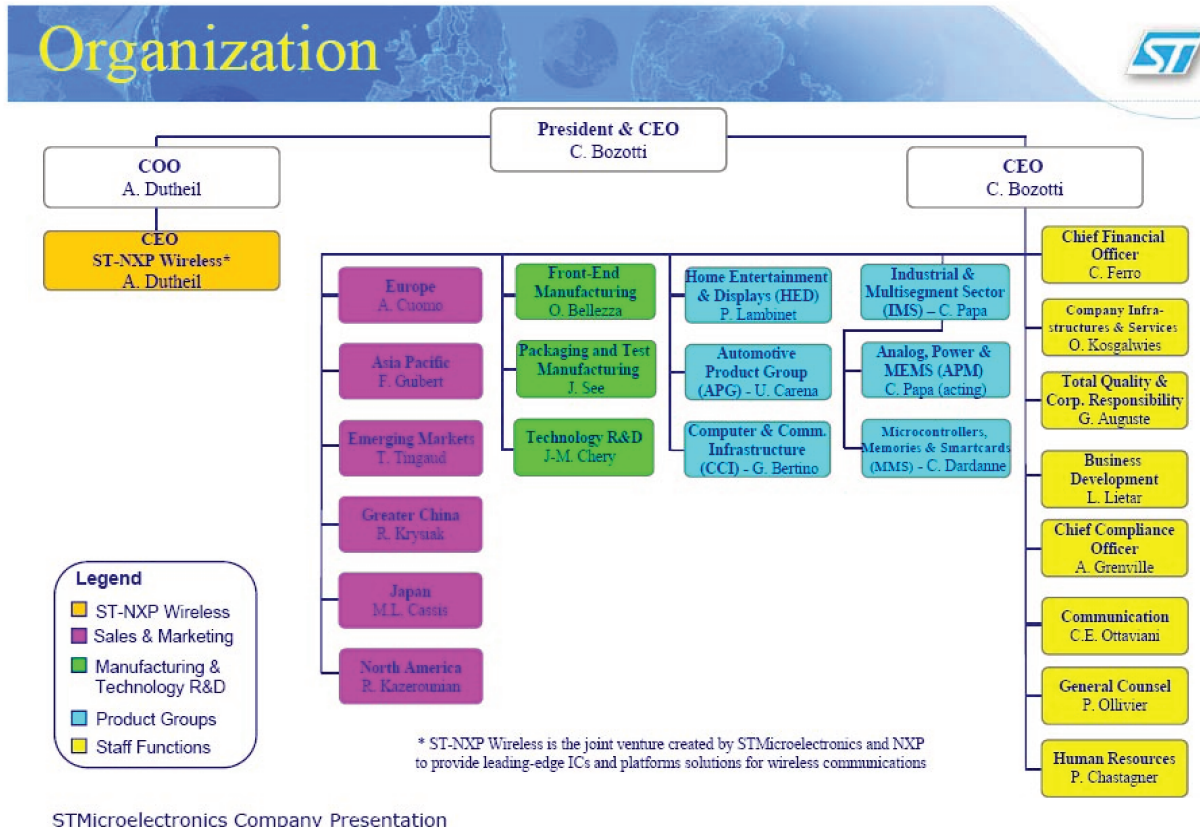 Organization
ST
President & CEO
C. Bozotti
COO
A. Dutheil
CEO
C. Bozotti
CEO
ST-NXP Wireless*
A. Dutheil
Europe
A. Cuomo
Asia Pacific
F. Guibert
Emerging Markets
T. Tingaud
Greater China
R. Krysiak
Japan
M.L. Cassis
North America
R. Kazerounian
Front-End
Manufacturing
O. Bellezza
Packaging and Test
Manufacturing
J. See
Technology R&D
J-M. Chery
Home Entertainment
& Displays (HED)
P. Lambinet
Automotive
Product Group
(APG) - U. Carena
Computer & Comm.
Infrastructure
(CCI) - G. Bertino
Industrial &
Multisegment Sector
(IMS) – C. Papa
Analog, Power &
MEMS (APM)
C. Papa (acting)
Microcontrollers,
Memories & Smartcards
(MMS) - C. Dardanne
Chief Financial
Officer
C. Ferro
Company Infra-
structures & Services
O. Kosgalwies
Total Quality &
Corp. Responsibility
G. Auguste
Business
Development
L. Lietar
Chief Compliance
Officer
A. Grenville
Communication
C.E. Ottaviani
General Counsel
P. Ollivier
Human Resources
P. Chastagner
Legend
ST-NXP Wireless
Sales & Marketing
Manufacturing &
Technology R&D
Product Groups
Staff Functions
* ST-NXP Wireless is the joint venture created by STMicroelectronics and NXP
to provide leading-edge ICs and platforms solutions for wireless communications
STMicroelectronics Company Presentation